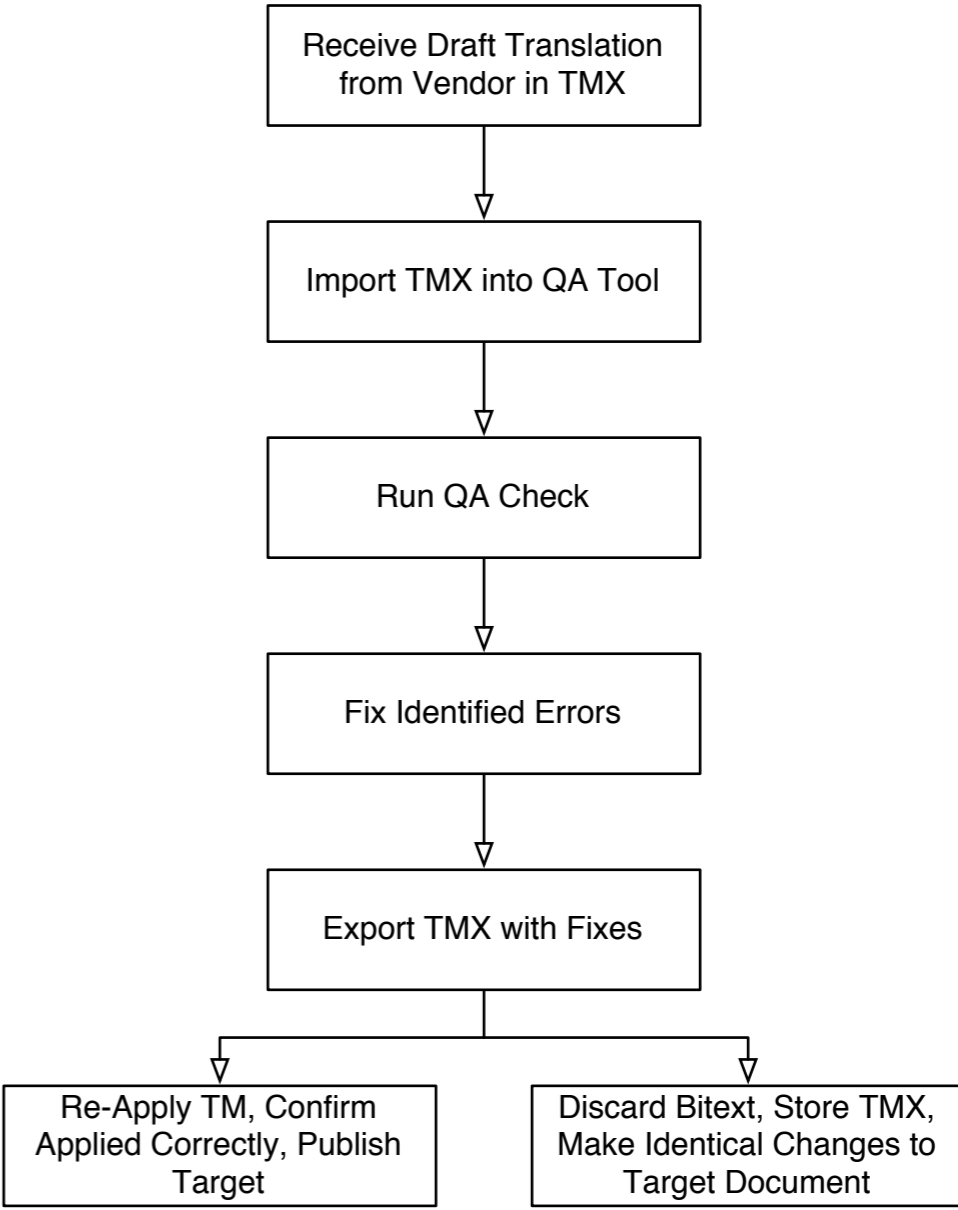 Receive Draft Translation
from Vendor in TMX
Import TMX into QA Tool
Run QA Check
Fix Identified Errors
Export TMX with Fixes
Re-Apply TM, Confirm
Applied Correctly, Publish
Target
Discard Bitext, Store TMX,
Make Identical Changes to
Target Document